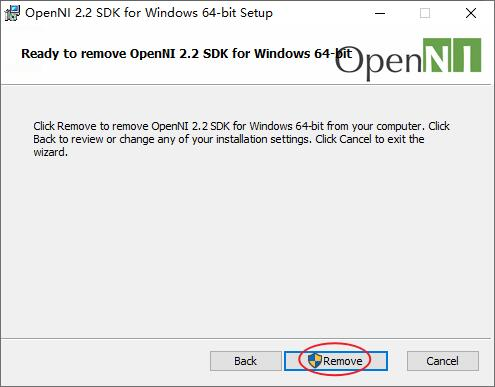 OpenNI 2.2 SDK for Windows 64-bit Setup
Ready to remove OpenNI 2.2 SDK for Windows 64-bit
OpenNI
Click Remove to remove OpenNI 2.2 SDK for Windows 64-bit from your computer. Click
Back to review or change any of your installation settings. Click Cancel to exit the
wizard.
Back
Remove
Cancel